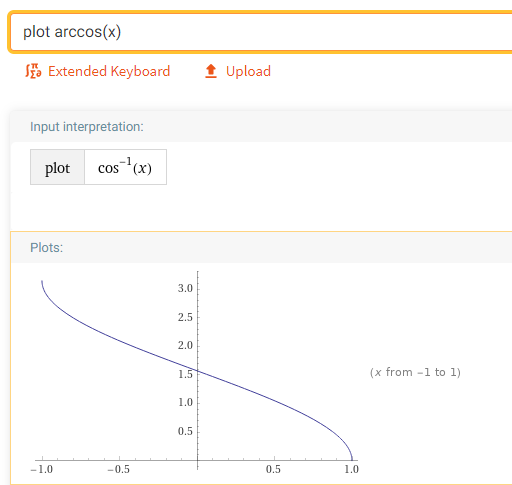 plot arccos(x)
∫π Σ∂ Extended Keyboard Upload
Input interpretation:
plot cos⁻¹(x)
Plots:
3.0
2.5
2.0
1.5
1.0
0.5
(x from −1 to 1)
−1.0 −0.5 0.5 1.0